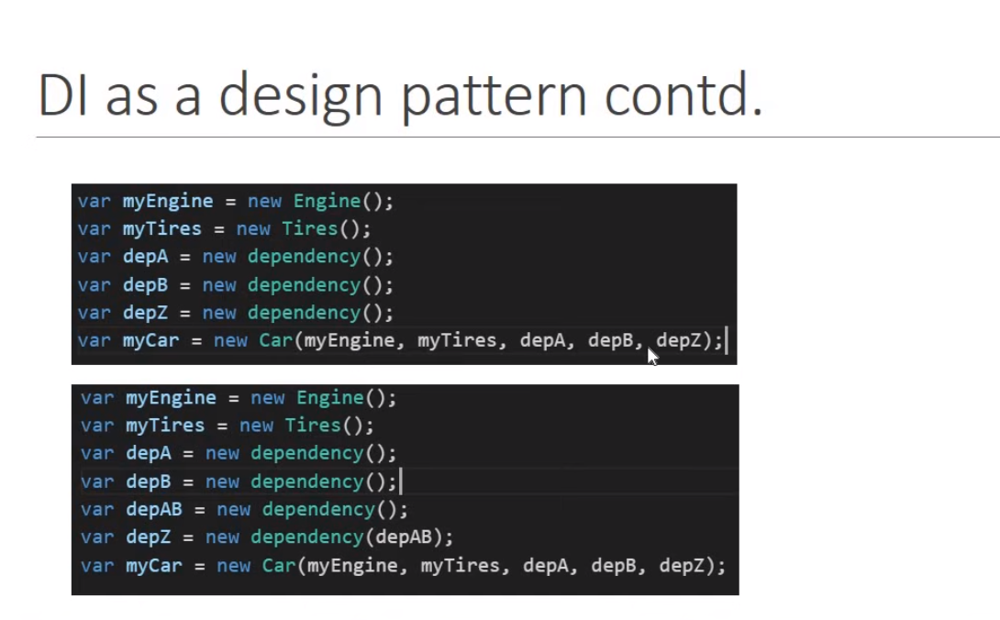 DI as a design pattern contd.
var myEngine = new Engine();
var myTires = new Tires();
var depA = new dependency();
var depB = new dependency();
var depZ = new dependency();
var myCar = new Car(myEngine, myTires, depA, depB, depZ);
var myEngine = new Engine();
var myTires = new Tires();
var depA = new dependency();
var depB = new dependency();
var depAB = new dependency();
var depZ = new dependency(depAB);
var myCar = new Car(myEngine, myTires, depA, depB, depZ);